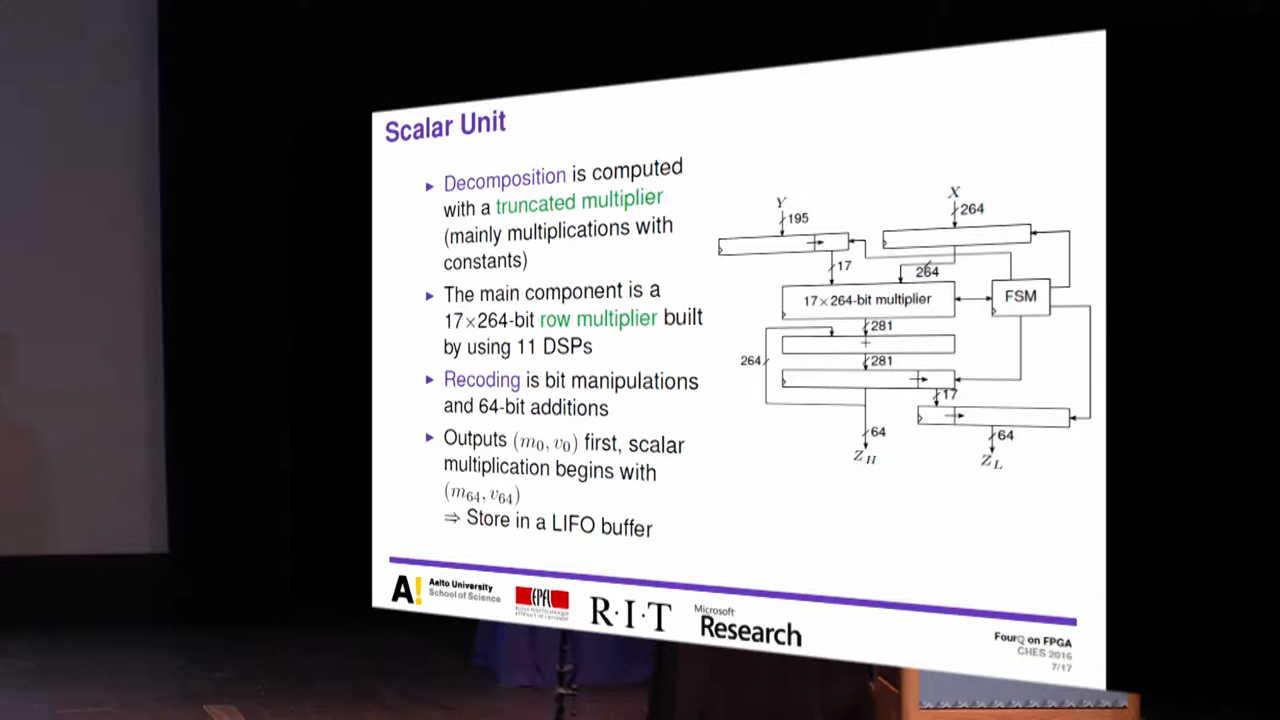 Scalar Unit
▸ Decomposition is computed
with a truncated multiplier
(mainly multiplications with
constants)
▸ The main component is a
17×264-bit row multiplier built
by using 11 DSPs
▸ Recoding is bit manipulations
and 64-bit additions
▸ Outputs (m₀, v₀) first, scalar
multiplication begins with
(m₆₄, v₆₄)
⇒ Store in a LIFO buffer
Y
195
X
264
17
264
17×264-bit multiplier
FSM
281
+
264
281
17
64
Z_H
64
Z_L
A!
Aalto University
School of Science
EPFL
R·I·T
Microsoft
Research
FourQ on FPGA
CHES 2016
7/17